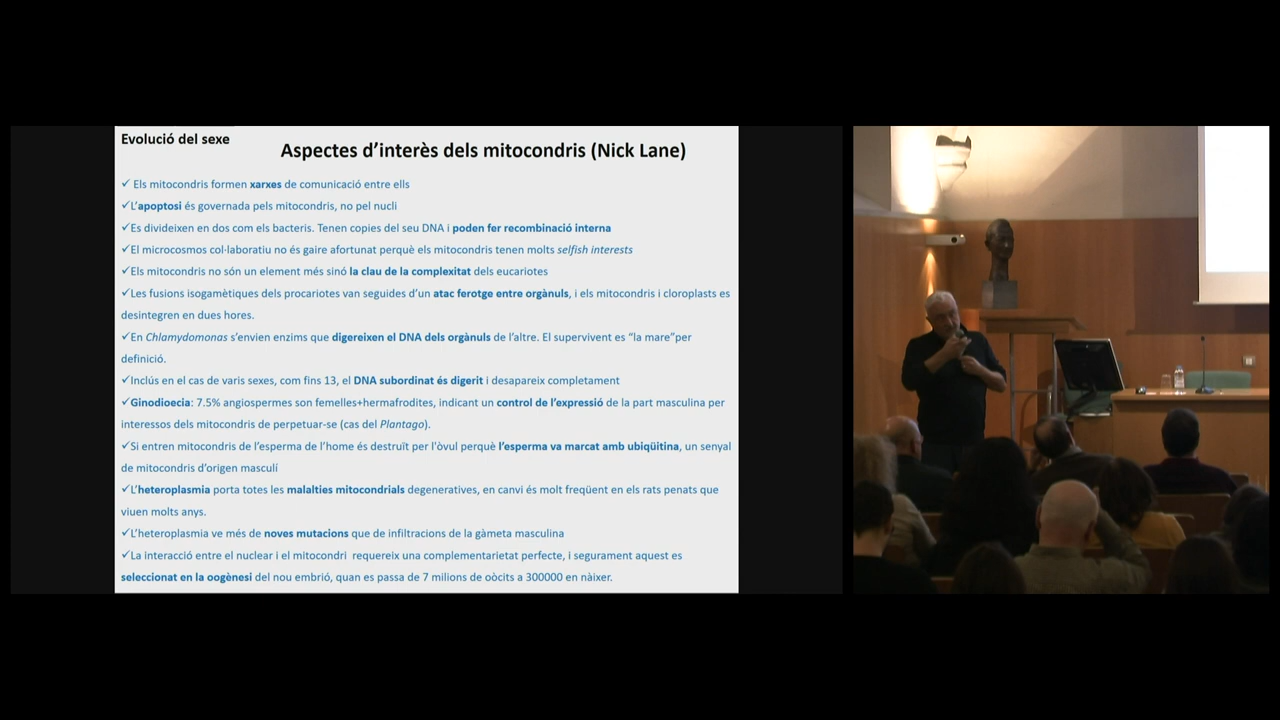 Evolució del sexe
Aspectes d’interès dels mitocondris (Nick Lane)
✓ Els mitocondris formen xarxes de comunicació entre ells
✓L’apoptosi és governada pels mitocondris, no pel nucli
✓Es divideixen en dos com els bacteris. Tenen copies del seu DNA i poden fer recombinació interna
✓El microcosmos col·laboratiu no és gaire afortunat perquè els mitocondris tenen molts selfish interests
✓Els mitocondris no són un element més sinó la clau de la complexitat dels eucariotes
✓Les fusions isogamètiques dels procariotes van seguides d’un atac ferotge entre orgànuls, i els mitocondris i cloroplasts es
desintegren en dues hores.
✓En Chlamydomonas s’envien enzims que digereixen el DNA dels orgànuls de l’altre. El supervivent es “la mare”per
definició.
✓Inclús en el cas de varis sexes, com fins 13, el DNA subordinat és digerit i desapareix completament
✓Ginodioecia: 7.5% angiospermes son femelles+hermafrodites, indicant un control de l’expressió de la part masculina per
interessos dels mitocondris de perpetuar-se (cas del Plantago).
✓Si entren mitocondris de l’esperma de l’home és destruït per l'òvul perquè l’esperma va marcat amb ubiqüitina, un senyal
de mitocondris d’origen masculí
✓L’heteroplasmia porta totes les malalties mitocondrials degeneratives, en canvi és molt freqüent en els rats penats que
viuen molts anys.
✓L’heteroplasmia ve més de noves mutacions que de infiltracions de la gàmeta masculina
✓La interacció entre el nuclear i el mitocondri requereix una complementarietat perfecte, i segurament aquest es
seleccionat en la oogènesi del nou embrió, quan es passa de 7 milions de oòcits a 300000 en nàixer.